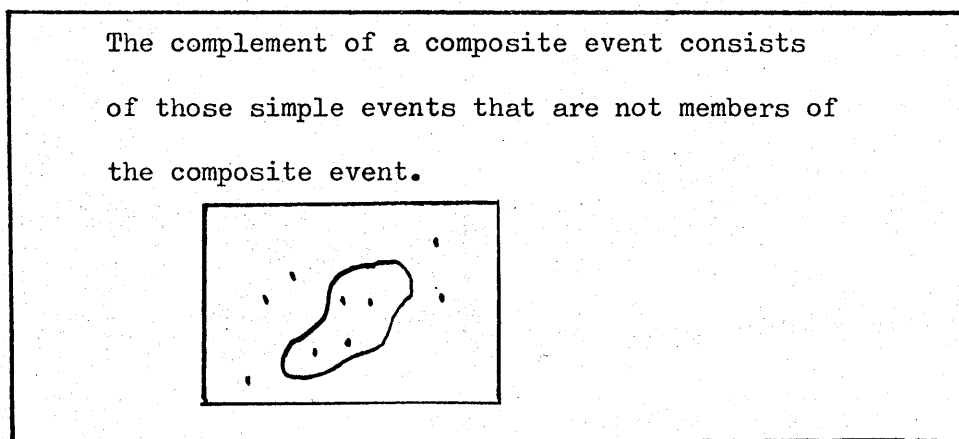 The complement of a composite event consists
of those simple events that are not members of
the composite event.